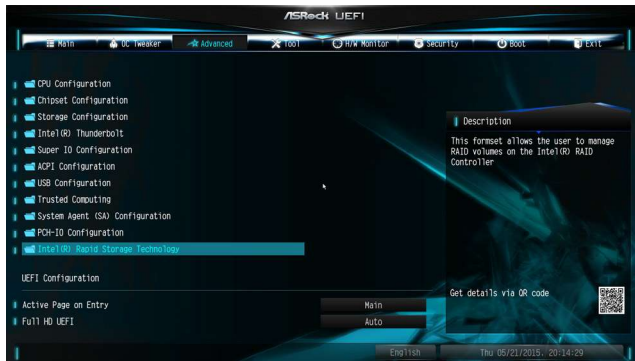 ASRock UEFI
Main
OC Tweaker
Advanced
Tool
H/W Monitor
Security
Boot
Exit
CPU Configuration
Chipset Configuration
Storage Configuration
Intel(R) Thunderbolt
Super IO Configuration
ACPI Configuration
USB Configuration
Trusted Computing
System Agent (SA) Configuration
PCH-IO Configuration
Intel(R) Rapid Storage Technology
UEFI Configuration
Active Page on Entry
Main
Full HD UEFI
Auto
Description
This formset allows the user to manage
RAID volumes on the Intel(R) RAID
Controller
Get details via QR code
English
Thu 05/21/2015. 20:14:29